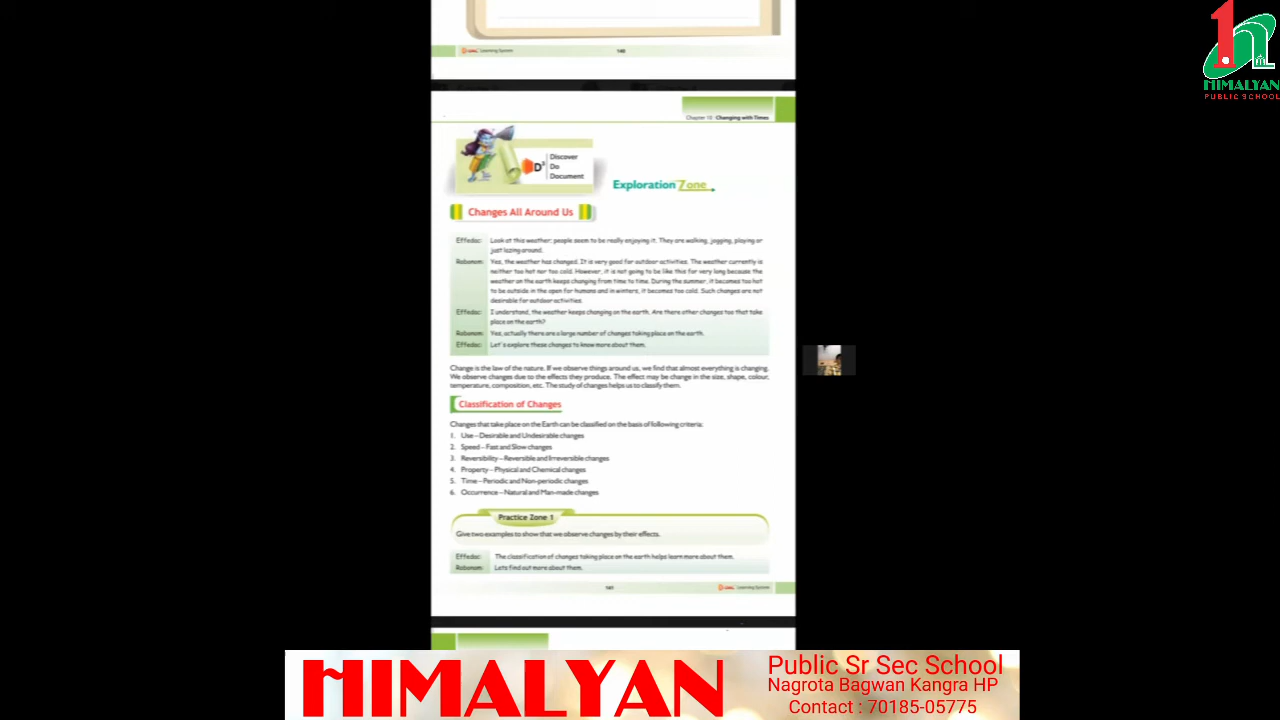 Learning System
140
HIMALYAN
PUBLIC SCHOOL
Chapter 10 Changing with Times
D³
Discover
Do
Document
Exploration Zone
Changes All Around Us
Effedac: Look at this weather; people seem to be really enjoying it. They are walking, jogging, playing or
just lazing around.
Robonom: Yes, the weather has changed. It is very good for outdoor activities. The weather currently is
neither too hot nor too cold. However, it is not going to be like this for very long because the
weather on the earth keeps changing from time to time. During the summer, it becomes too hot
to be outside in the open for humans and in winters, it becomes too cold. Such changes are not
desirable for outdoor activities.
Effedac: I understand, the weather keeps changing on the earth. Are there other changes too that take
place on the earth?
Robonom: Yes, actually there are a large number of changes taking place on the earth.
Effedac: Let's explore these changes to know more about them.
Change is the law of the nature. If we observe things around us, we find that almost everything is changing.
We observe changes due to the effects they produce. The effect may be change in the size, shape, colour,
temperature, composition, etc. The study of changes helps us to classify them.
Classification of Changes
Changes that take place on the Earth can be classified on the basis of following criteria:
1. Use – Desirable and Undesirable changes
2. Speed – Fast and Slow changes
3. Reversibility – Reversible and Irreversible changes
4. Property – Physical and Chemical changes
5. Time – Periodic and Non-periodic changes
6. Occurrence – Natural and Man-made changes
Practice Zone 1
Give two examples to show that we observe changes by their effects.
Effedac: The classification of changes taking place on the earth helps learn more about them.
Robonom: Lets find out more about them.
141
Learning System
HIMALYAN
Public Sr Sec School
Nagrota Bagwan Kangra HP
Contact : 70185-05775